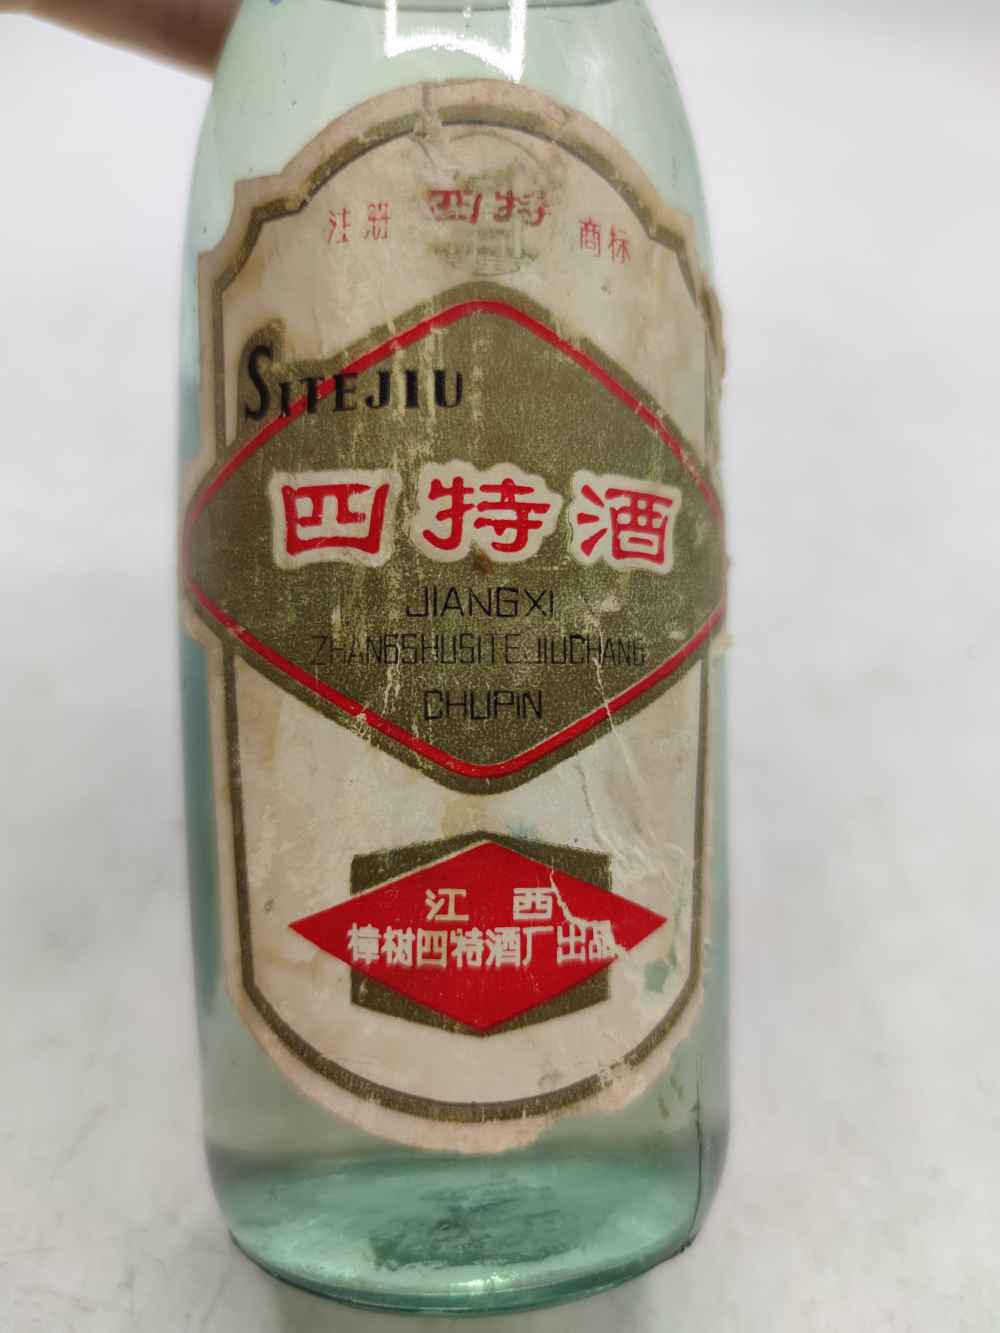 注册 四特 商标
SITEJIU
四特酒
JIANGXI
ZHANGSHUSITEJIUCHANG
CHUPIN
江西
樟树四特酒厂出品